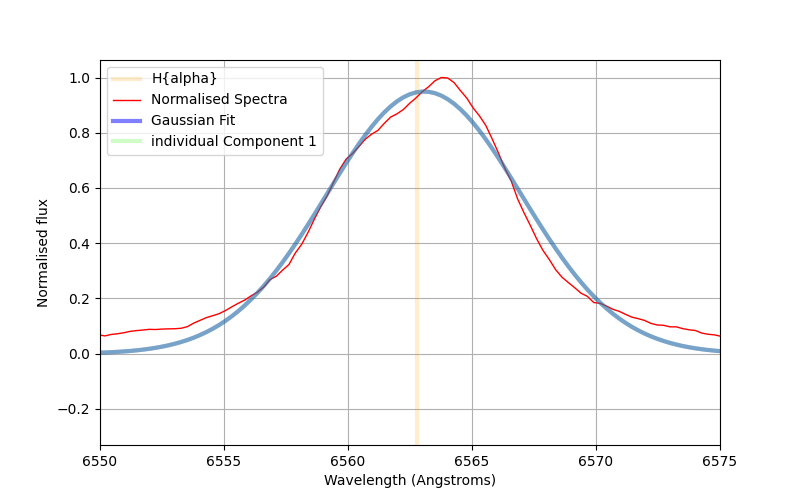 H{alpha}
Normalised Spectra
Gaussian Fit
individual Component 1
Normalised flux
1.0
0.8
0.6
0.4
0.2
0.0
−0.2
6550 6555 6560 6565 6570 6575
Wavelength (Angstroms)